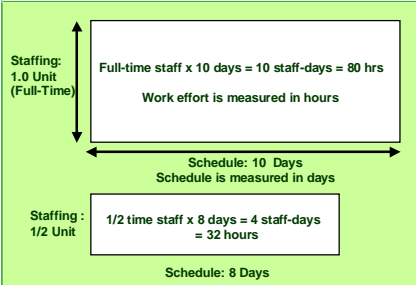 Staffing:
1.0 Unit
(Full-Time)
Full-time staff x 10 days = 10 staff-days = 80 hrs
Work effort is measured in hours
Schedule: 10 Days
Schedule is measured in days
Staffing :
1/2 Unit
1/2 time staff x 8 days = 4 staff-days
= 32 hours
Schedule: 8 Days